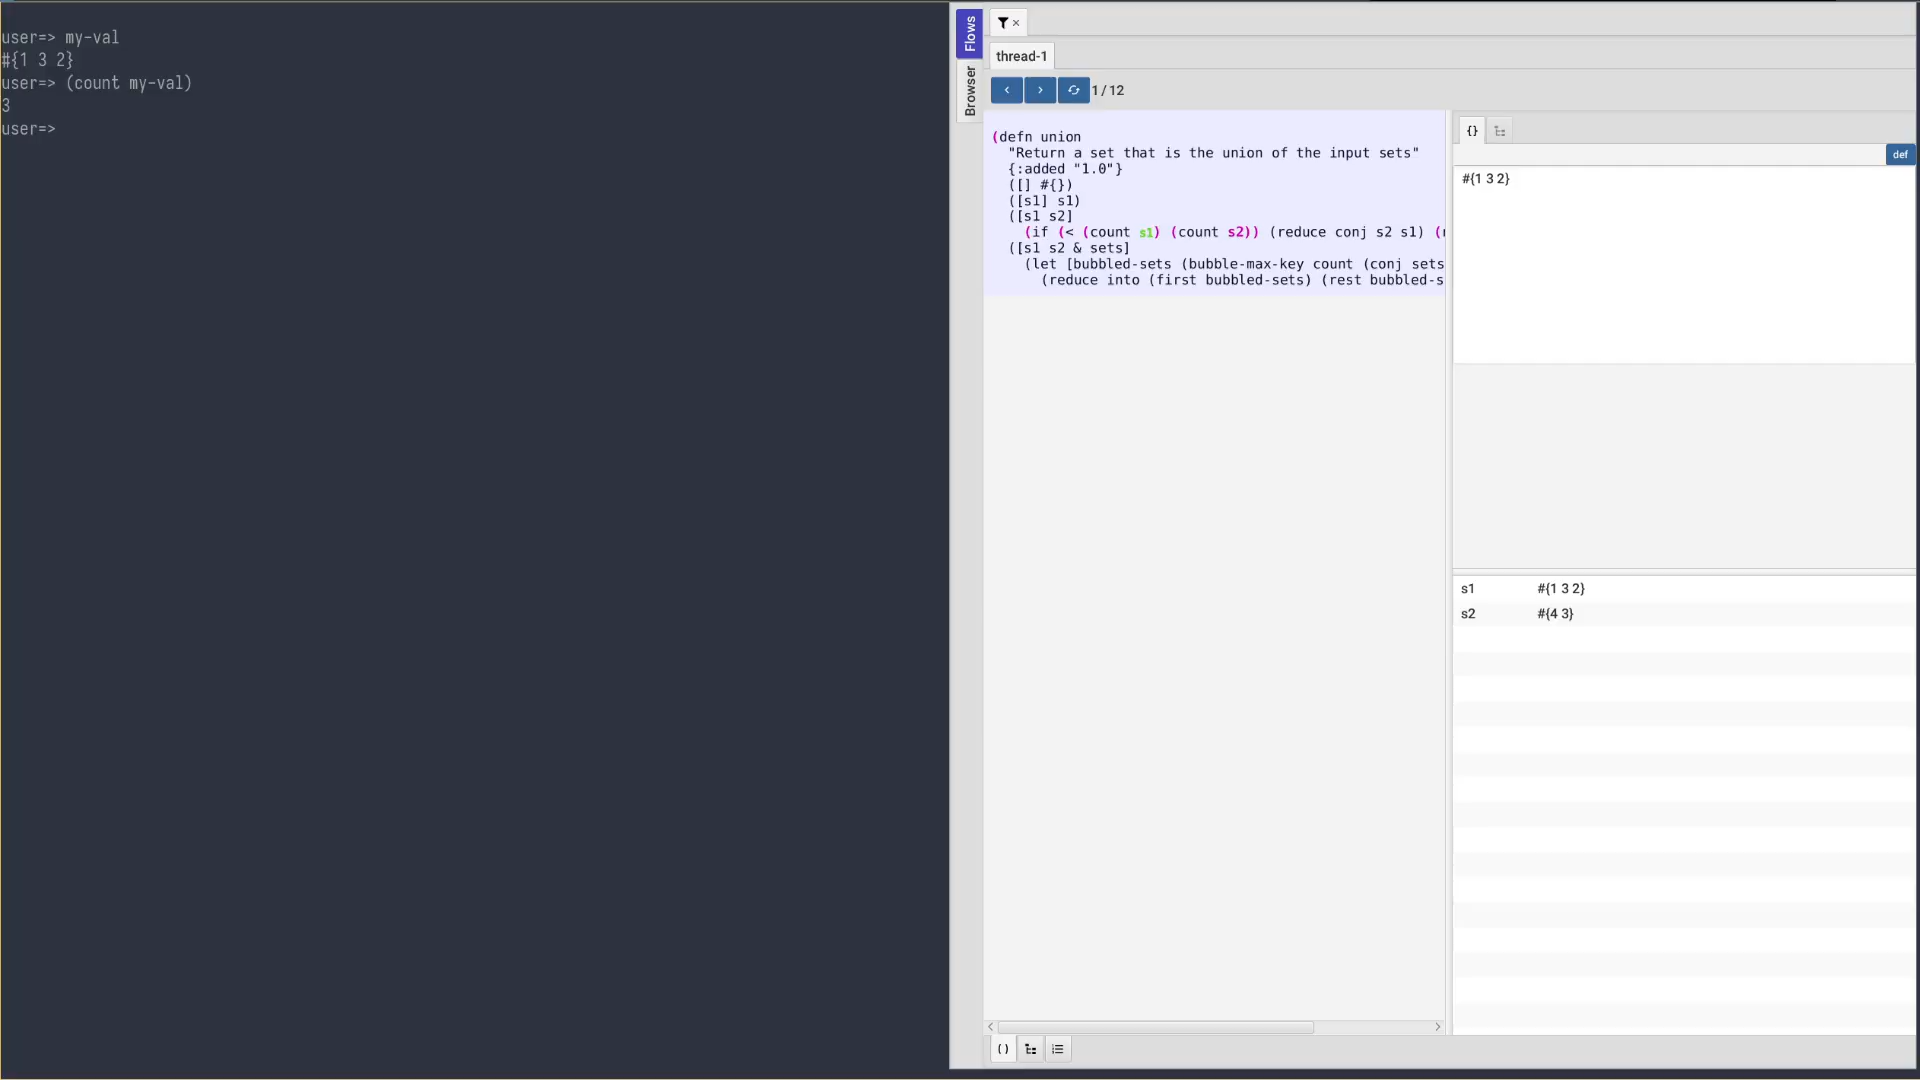 user=> my-val
#{1 3 2}
user=> (count my-val)
3
user=>
Flows
Browser
thread-1
1 / 12
(defn union
"Return a set that is the union of the input sets"
{:added "1.0"}
([] #{})
([s1] s1)
([s1 s2]
(if (< (count s1) (count s2)) (reduce conj s2 s1) (
([s1 s2 & sets]
(let [bubbled-sets (bubble-max-key count (conj sets
(reduce into (first bubbled-sets) (rest bubbled-s
()
{}
def
#{1 3 2}
s1 #{1 3 2}
s2 #{4 3}